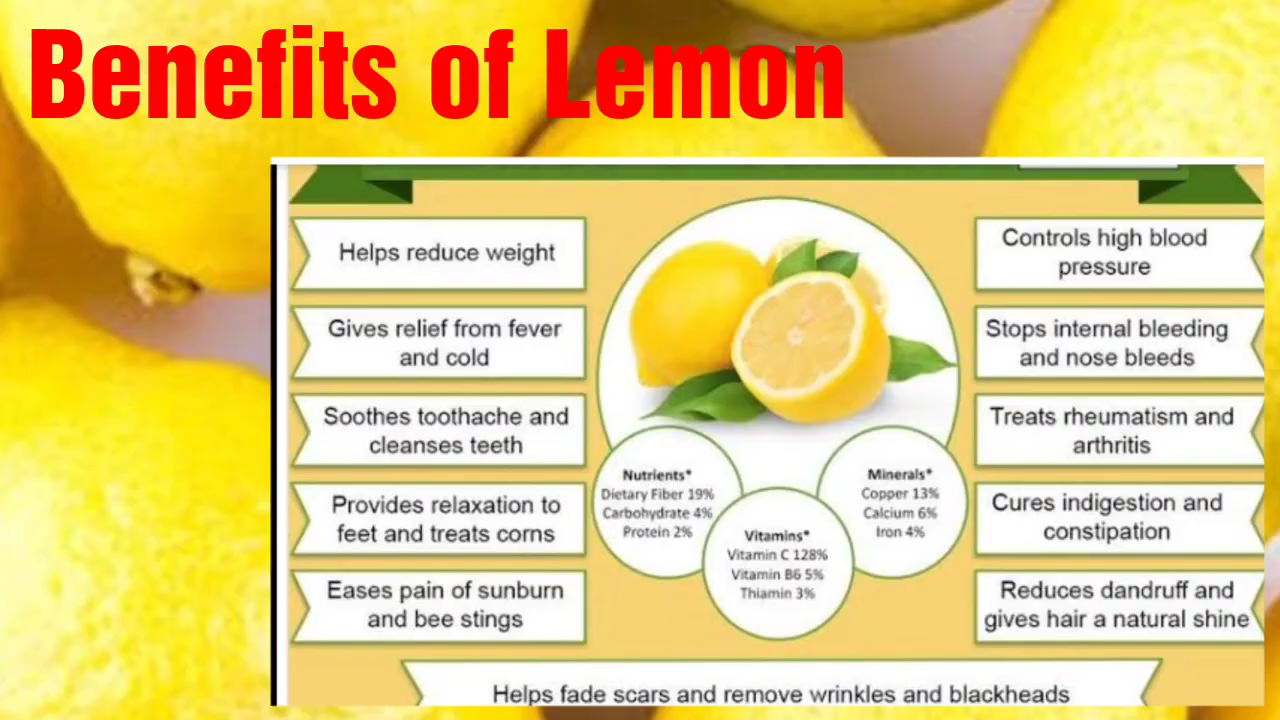 Benefits of Lemon
Helps reduce weight
Gives relief from fever
and cold
Soothes toothache and
cleanses teeth
Provides relaxation to
feet and treats corns
Eases pain of sunburn
and bee stings
Nutrients*
Dietary Fiber 19%
Carbohydrate 4%
Protein 2%
Vitamins*
Vitamin C 128%
Vitamin B6 5%
Thiamin 3%
Minerals*
Copper 13%
Calcium 6%
Iron 4%
Controls high blood
pressure
Stops internal bleeding
and nose bleeds
Treats rheumatism and
arthritis
Cures indigestion and
constipation
Reduces dandruff and
gives hair a natural shine
Helps fade scars and remove wrinkles and blackheads